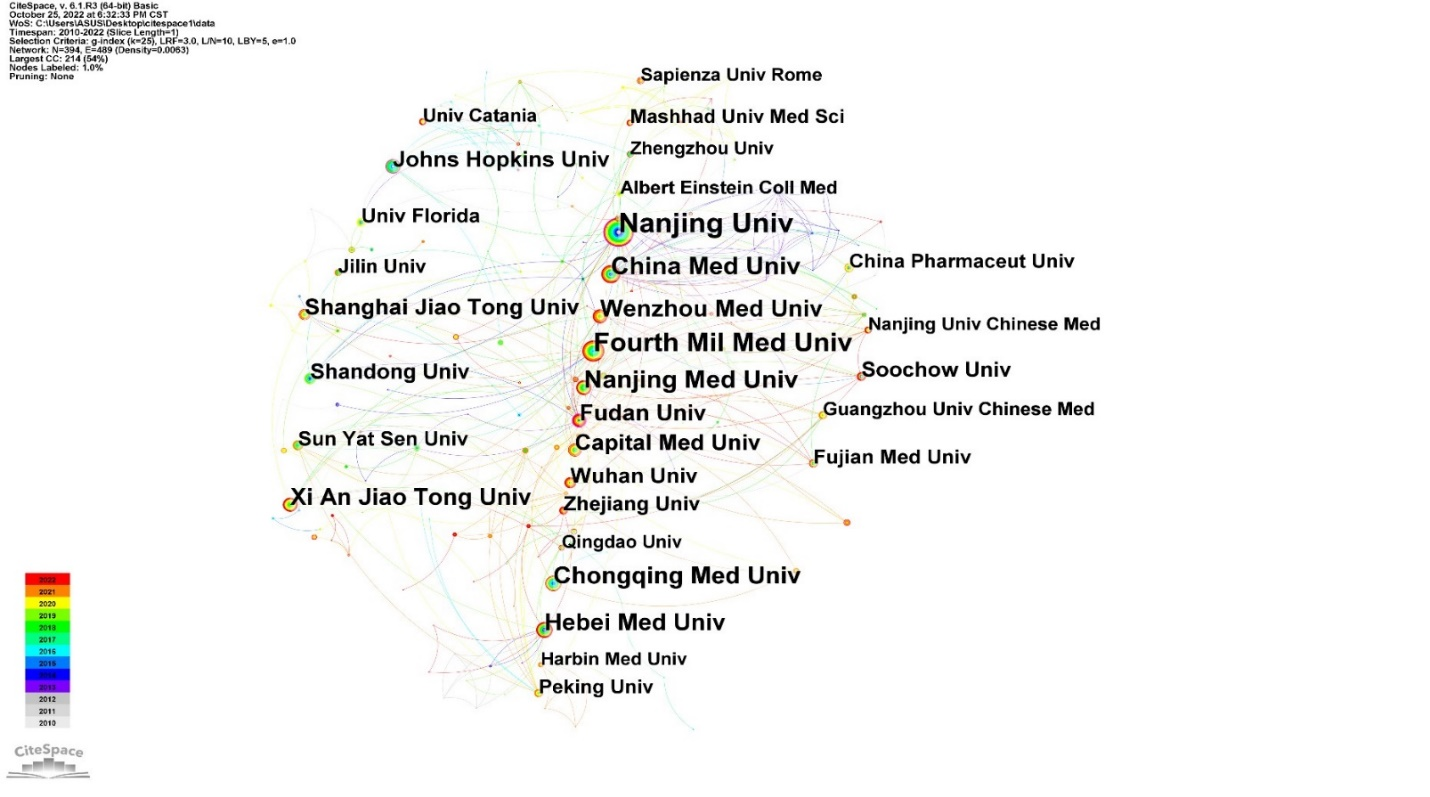 CiteSpace, v. 6.1.R3 (64-bit) Basic
October 25, 2022 at 6:32:33 PM CST
WoS: C:\Users\ASUS\Desktop\citespace1\data
Timespan: 2010-2022 (Slice Length=1)
Selection Criteria: g-index (k=25), LRF=3.0, L/N=10, LBY=5, e=1.0
Network: N=394, E=489 (Density=0.0063)
Largest CC: 214 (54%)
Nodes Labeled: 1.0%
Pruning: None
Sapienza Univ Rome
Univ Catania
Mashhad Univ Med Sci
Zhengzhou Univ
Johns Hopkins Univ
Albert Einstein Coll Med
Univ Florida
Nanjing Univ
Jilin Univ
China Med Univ
China Pharmaceut Univ
Shanghai Jiao Tong Univ
Wenzhou Med Univ
Nanjing Univ Chinese Med
Fourth Mil Med Univ
Shandong Univ
Nanjing Med Univ
Soochow Univ
Fudan Univ
Guangzhou Univ Chinese Med
Sun Yat Sen Univ
Capital Med Univ
Fujian Med Univ
Wuhan Univ
Xi An Jiao Tong Univ
Zhejiang Univ
Qingdao Univ
Chongqing Med Univ
Hebei Med Univ
Harbin Med Univ
Peking Univ
2022
2021
2020
2019
2018
2017
2016
2015
2014
2013
2012
2011
2010
CiteSpace